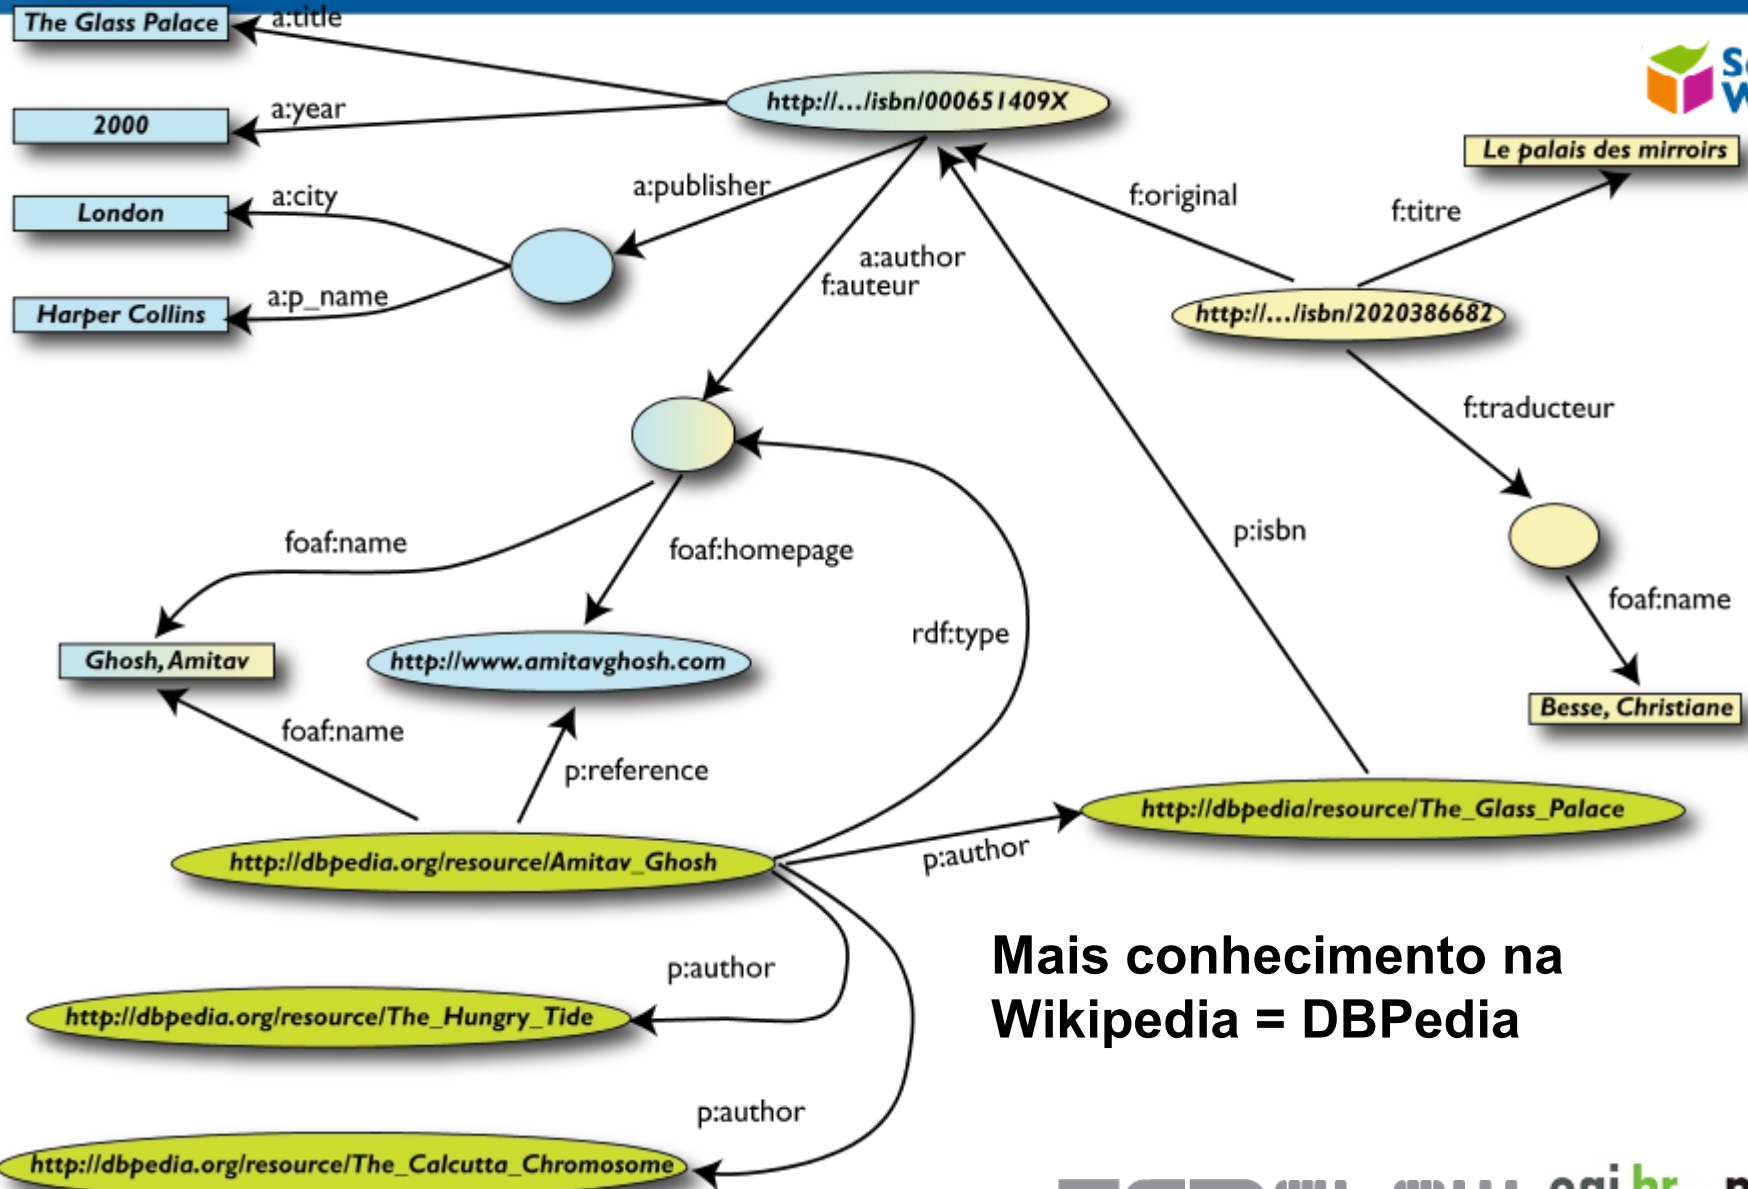 The Glass Palace
a:title
http://…/isbn/000651409X
a:year
2000
Le palais des mirroirs
a:publisher
a:city
London
f:original
f:titre
a:author
f:auteur
a:p_name
Harper Collins
http://…/isbn/2020386682
f:traducteur
foaf:name
foaf:homepage
p:isbn
foaf:name
rdf:type
Ghosh, Amitav
http://www.amitavghosh.com
Besse, Christiane
foaf:name
p:reference
http://dbpedia/resource/The_Glass_Palace
http://dbpedia.org/resource/Amitav_Ghosh
p:author
Mais conhecimento na
Wikipedia = DBPedia
p:author
http://dbpedia.org/resource/The_Hungry_Tide
p:author
http://dbpedia.org/resource/The_Calcutta_Chromosome